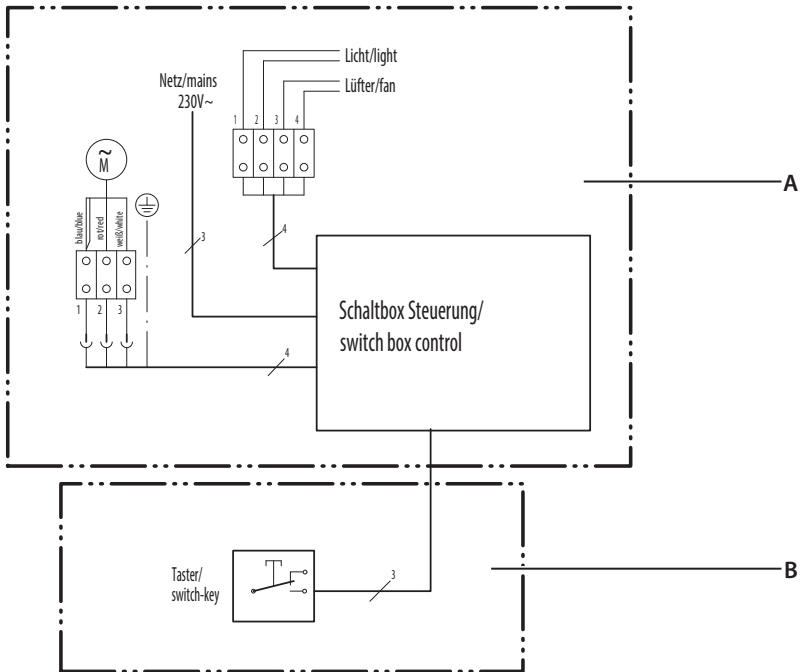 Licht/light
Lüfter/fan
Netz/mains
230V~
1 2 3 4
~
M
blau/blue
rot/red
weiß/white
3
4
1 2 3
4
Schaltbox Steuerung/
switch box control
A
Taster/
switch-key
3
B